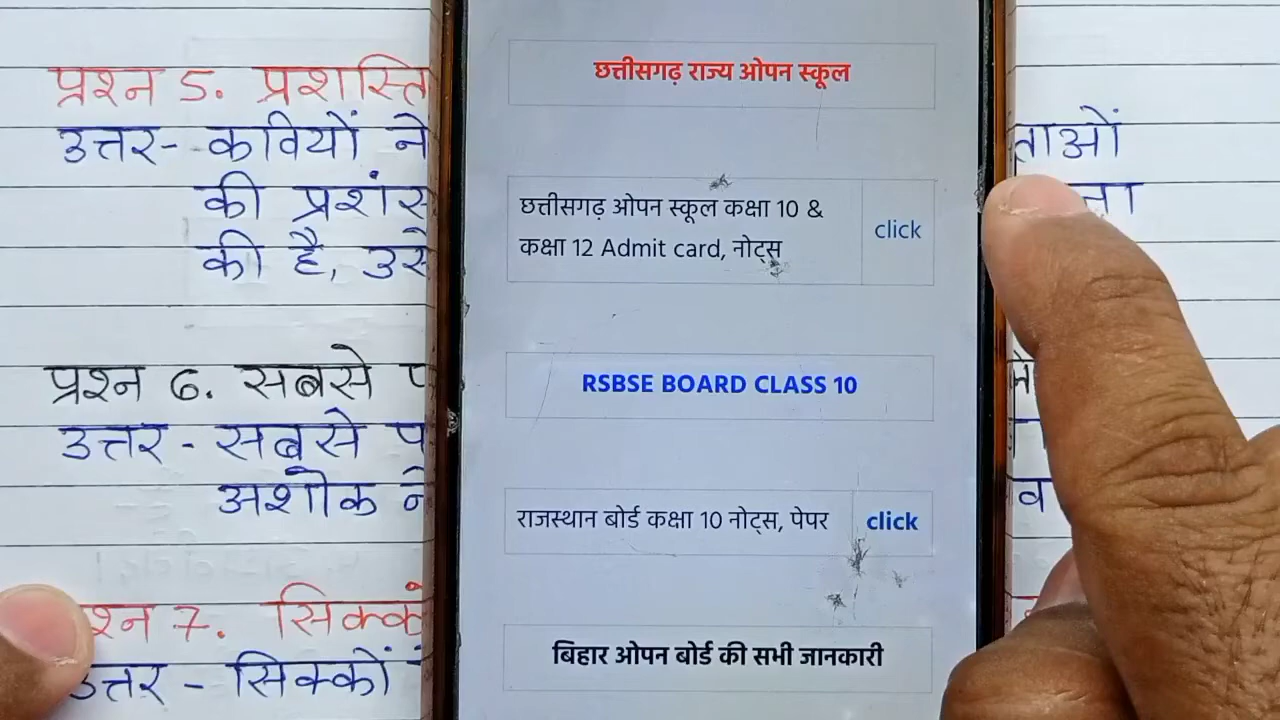 प्रश्न 5. प्रशस्ति
उत्तर- कवियों ने
की प्रशंस
की है, उसे
प्रश्न 6. सबसे प
उत्तर - सबसे प
अशोक ने
श्न 7. सिक्कों
उत्तर - सिक्कों
छत्तीसगढ़ राज्य ओपन स्कूल
छत्तीसगढ़ ओपन स्कूल कक्षा 10 &
कक्षा 12 Admit card, नोट्स
click
RSBSE BOARD CLASS 10
राजस्थान बोर्ड कक्षा 10 नोट्स, पेपर
click
बिहार ओपन बोर्ड की सभी जानकारी
ताओं